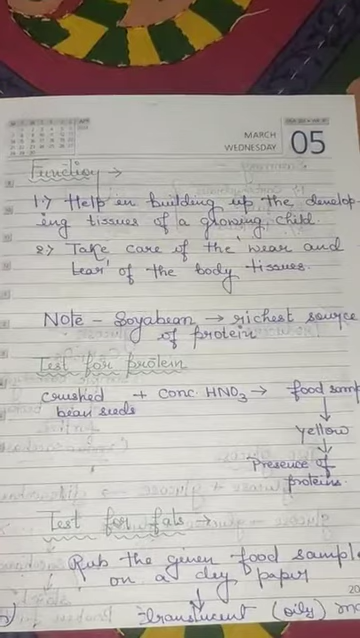 MARCH
WEDNESDAY 05
Function →
1.) Help in building up the develop-
ing tissues of a growing child.
2.) Take care of the 'wear and
tear' of the body tissues.
Note - Soyabean → richest source
of protein
Test for protein
crushed + conc. HNO3 → food samp
bean seeds
↓
yellow
↓
Presence of
proteins.
Test for fats →
Rub the given food sample
on a dry paper
↓
Translucent (oily)